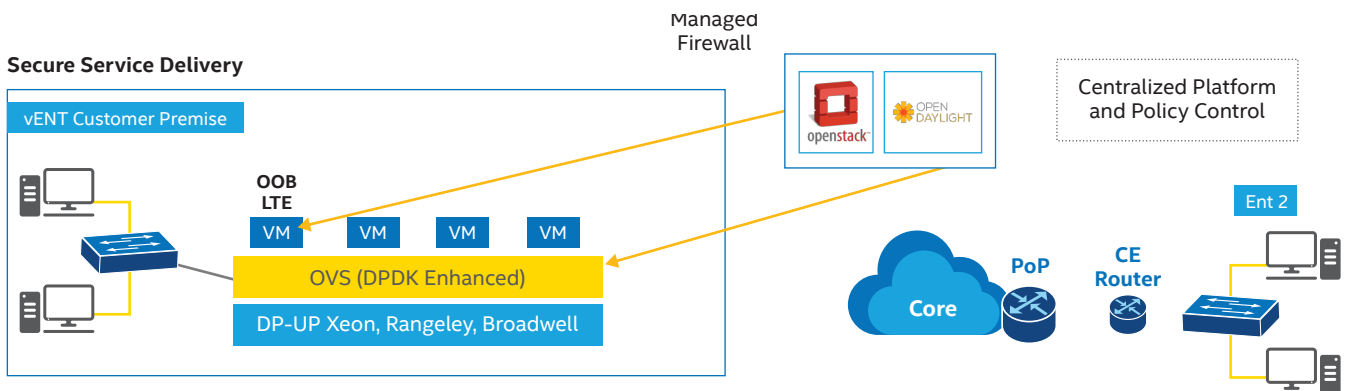 Managed
Firewall
Secure Service Delivery
vENT Customer Premise
openstack™
OPEN
DAYLIGHT
Centralized Platform
and Policy Control
OOB
LTE
VM
VM
VM
VM
OVS (DPDK Enhanced)
DP-UP Xeon, Rangeley, Broadwell
Ent 2
Core
PoP
CE
Router